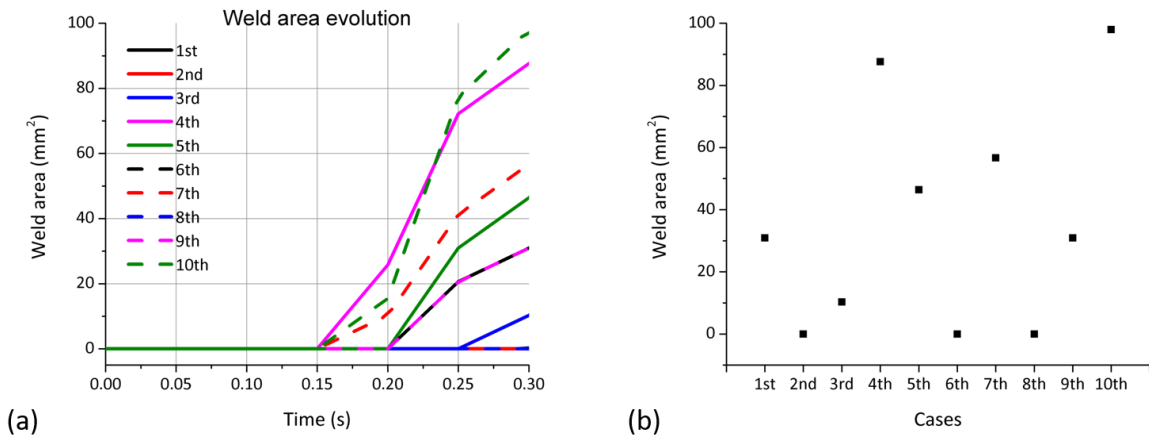 Weld area evolution
100
80
60
40
20
0
Weld area (mm²)
1st
2nd
3rd
4th
5th
6th
7th
8th
9th
10th
0.00 0.05 0.10 0.15 0.20 0.25 0.30
Time (s)
(a)
100
80
60
40
20
0
Weld area (mm²)
1st 2nd 3rd 4th 5th 6th 7th 8th 9th 10th
Cases
(b)